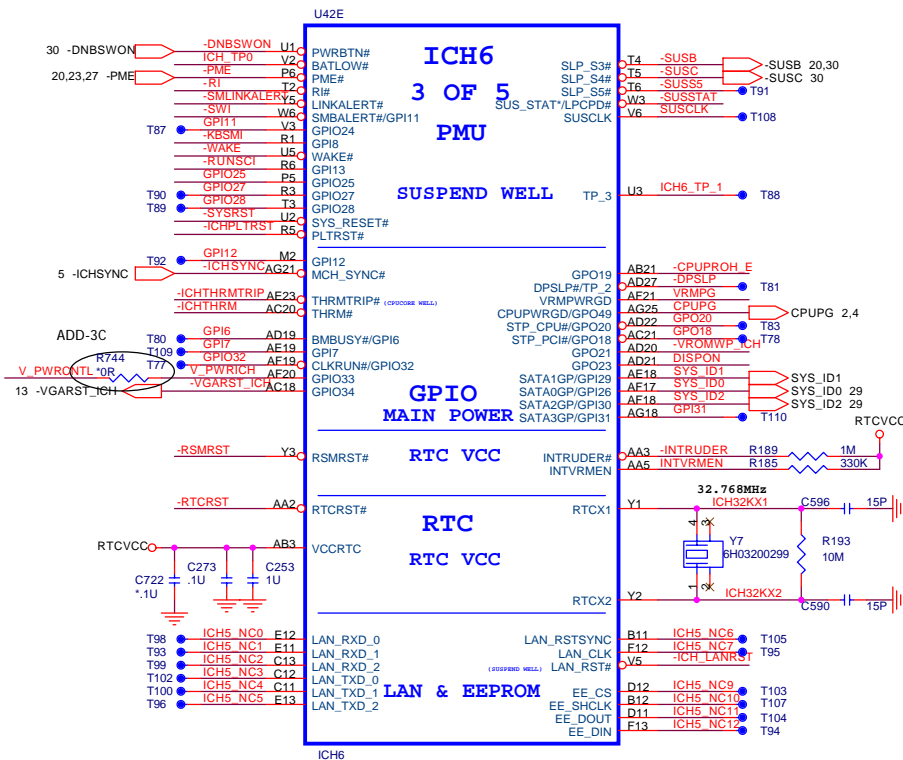 U42E
ICH6
3 OF 5
PMU
SUSPEND WELL
30 -DNBSWON
-DNBSWON U1 PWRBTN#
ICH_TP0 V2 BATLOW#
20,23,27 -PME
-PME P6 PME#
-RI T2 RI#
-SMLINKALERT Y5 LINKALERT#
-SWI W6 SMBALERT#/GPI11
T87 GPI11 V3 GPIO24
-KBSMI R1 GPI8
-WAKE U5 WAKE#
-RUNSCI R6 GPI13
GPIO25 P5 GPIO25
T90 GPIO27 R3 GPIO27
T89 GPIO28 T3 GPIO28
-SYSRST U2 SYS_RESET#
-ICHPLTRST R5 PLTRST#
SLP_S3# T4 -SUSB -SUSB 20,30
SLP_S4# T5 -SUSC -SUSC 30
SLP_S5# T6 -SUSS5 T91
SUS_STAT*/LPCPD# W3 -SUSSTAT
SUSCLK V6 SUSCLK T108
TP_3 U3 ICH6_TP_1 T88
T92 GPI12 M2 GPI12
5 -ICHSYNC -ICHSYNC AG21 MCH_SYNC#
-ICHTHRMTRIP AE23 THRMTRIP# (CPUCORE WELL)
-ICHTHRM AC20 THRM#
T80 GPI6 AD19 BMBUSY#/GPI6
T109 GPI7 AE19 GPI7
T77 GPIO32 AF19 CLKRUN#/GPIO32
ADD-3C
R744
*0R
V_PWRCNTL V_PWRICH AF20 GPIO33
13 -VGARST_ICH -VGARST_ICH AC18 GPIO34
GPIO
MAIN POWER
GPO19 AB21 -CPUPROH_E
DPSLP#/TP_2 AD27 -DPSLP T81
VRMPWRGD AF21 VRMPG
CPUPWRGD/GPO49 AG25 CPUPG CPUPG 2,4
STP_CPU#/GPO20 AD22 GPO20 T83
STP_PCI#/GPO18 AC21 GPO18 T78
GPO21 AD20 -VROMWP_ICH
GPO23 AD21 DISPON
SATA1GP/GPI29 AE18 SYS_ID1 SYS_ID1
SATA0GP/GPI26 AF17 SYS_ID0 SYS_ID0 29
SATA2GP/GPI30 AF18 SYS_ID2 SYS_ID2 29
SATA3GP/GPI31 AG18 GPI31 T110
RTCVCC
-RSMRST Y3 RSMRST#
RTC VCC
INTRUDER# AA3 -INTRUDER R189 1M
INTVRMEN AA5 INTVRMEN R185 330K
-RTCRST AA2 RTCRST#
RTC
RTC VCC
RTCVCC AB3 VCCRTC
C722
*.1U
C273
.1U
C253
1U
32.768MHz
RTCX1 Y1 ICH32KX1 C596 15P
4 3
Y7
6H03200299
1 2
R193
10M
RTCX2 Y2 ICH32KX2 C590 15P
T98 ICH5_NC0 E12 LAN_RXD_0
T93 ICH5_NC1 E11 LAN_RXD_1
T99 ICH5_NC2 C13 LAN_RXD_2
T102 ICH5_NC3 C12 LAN_TXD_0
T100 ICH5_NC4 C11 LAN_TXD_1
T96 ICH5_NC5 E13 LAN_TXD_2
LAN & EEPROM
LAN_RSTSYNC B11 ICH5_NC6 T105
LAN_CLK F12 ICH5_NC7 T95
(SUSPEND WELL) LAN_RST# V5 -ICH_LANRST
EE_CS D12 ICH5_NC9 T103
EE_SHCLK B12 ICH5_NC10 T107
EE_DOUT D11 ICH5_NC11 T104
EE_DIN F13 ICH5_NC12 T94
ICH6